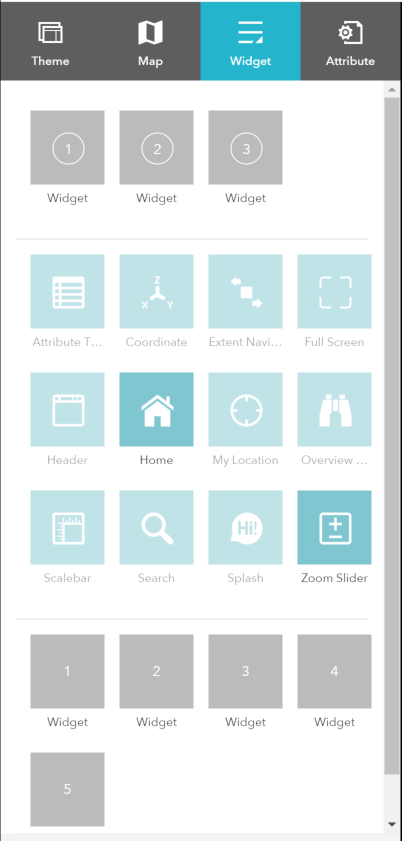 Theme Map Widget Attribute
1 2 3
Widget Widget Widget
Z
X Y
Attribute T... Coordinate Extent Navi... Full Screen
Header Home My Location Overview ...
Hi!
Scalebar Search Splash Zoom Slider
1 2 3 4
Widget Widget Widget Widget
5